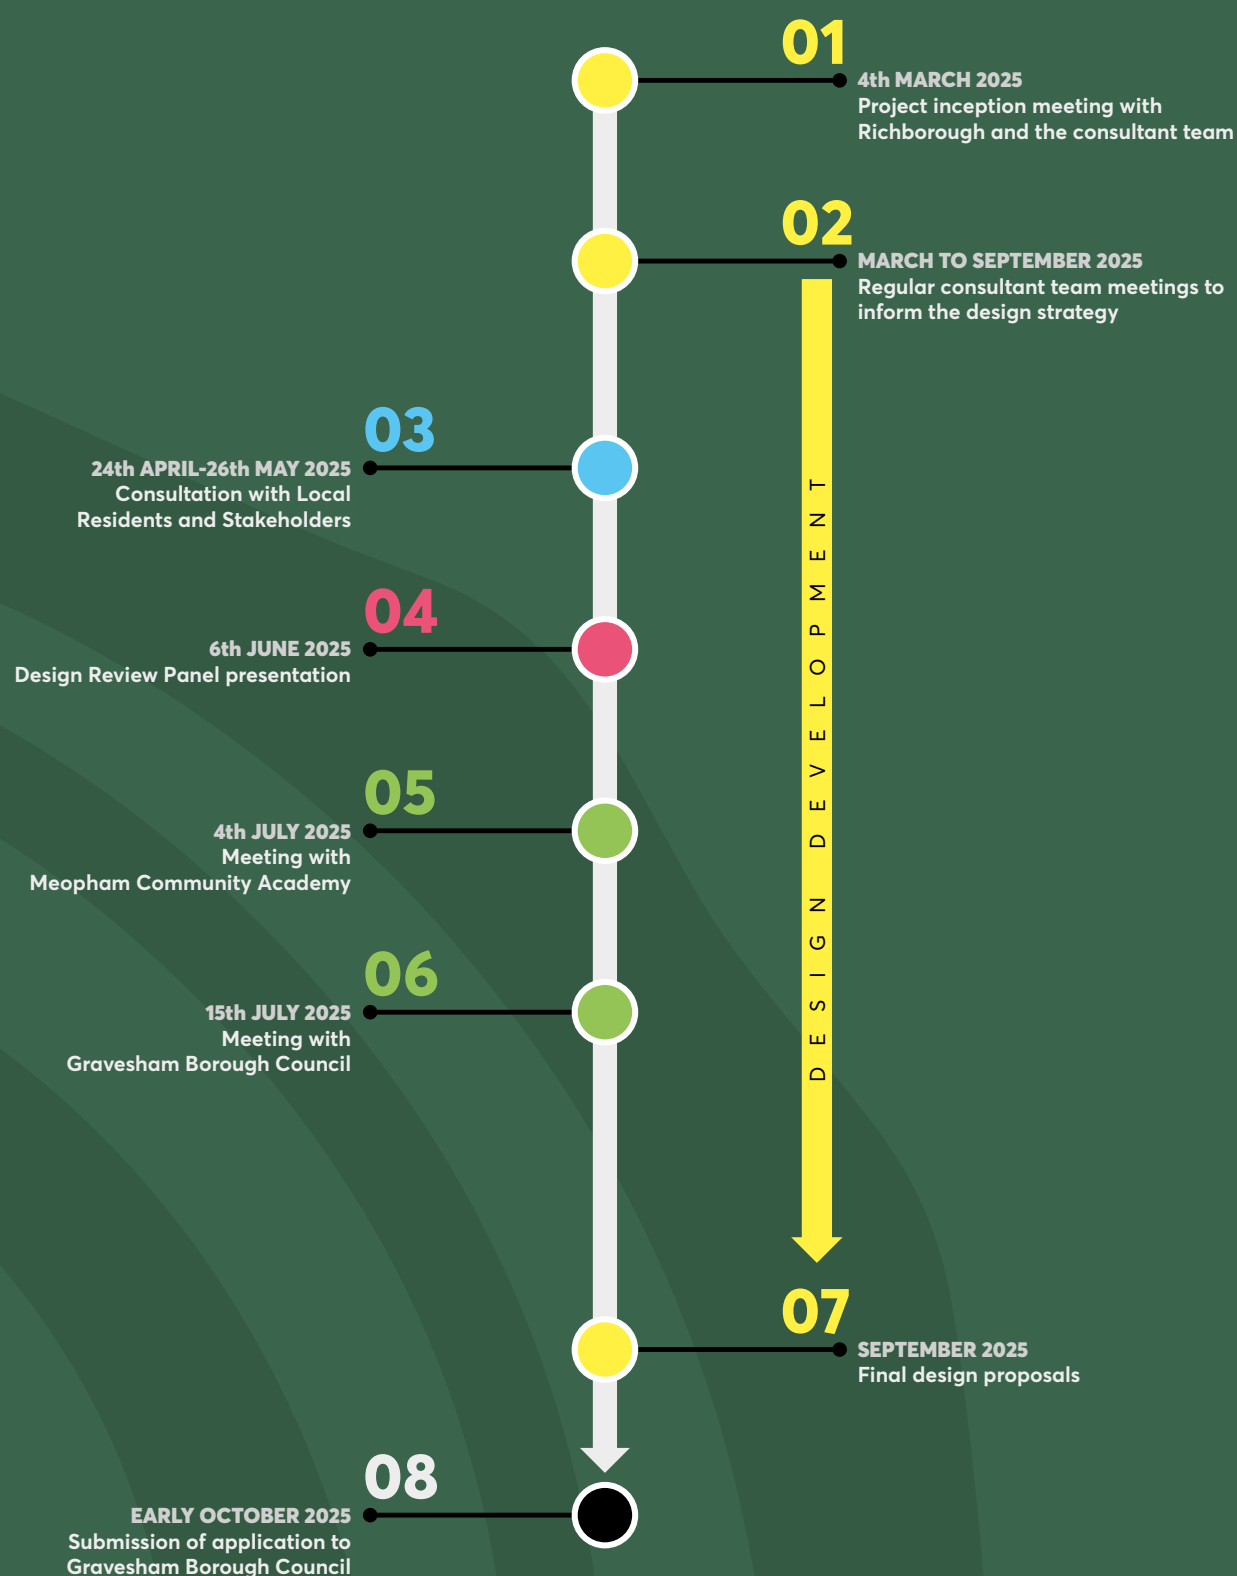 01
4th MARCH 2025
Project inception meeting with
Richborough and the consultant team
02
MARCH TO SEPTEMBER 2025
Regular consultant team meetings to
inform the design strategy
DESIGN DEVELOPMENT
03
24th APRIL-26th MAY 2025
Consultation with Local
Residents and Stakeholders
04
6th JUNE 2025
Design Review Panel presentation
05
4th JULY 2025
Meeting with
Meopham Community Academy
06
15th JULY 2025
Meeting with
Gravesham Borough Council
07
SEPTEMBER 2025
Final design proposals
08
EARLY OCTOBER 2025
Submission of application to
Gravesham Borough Council